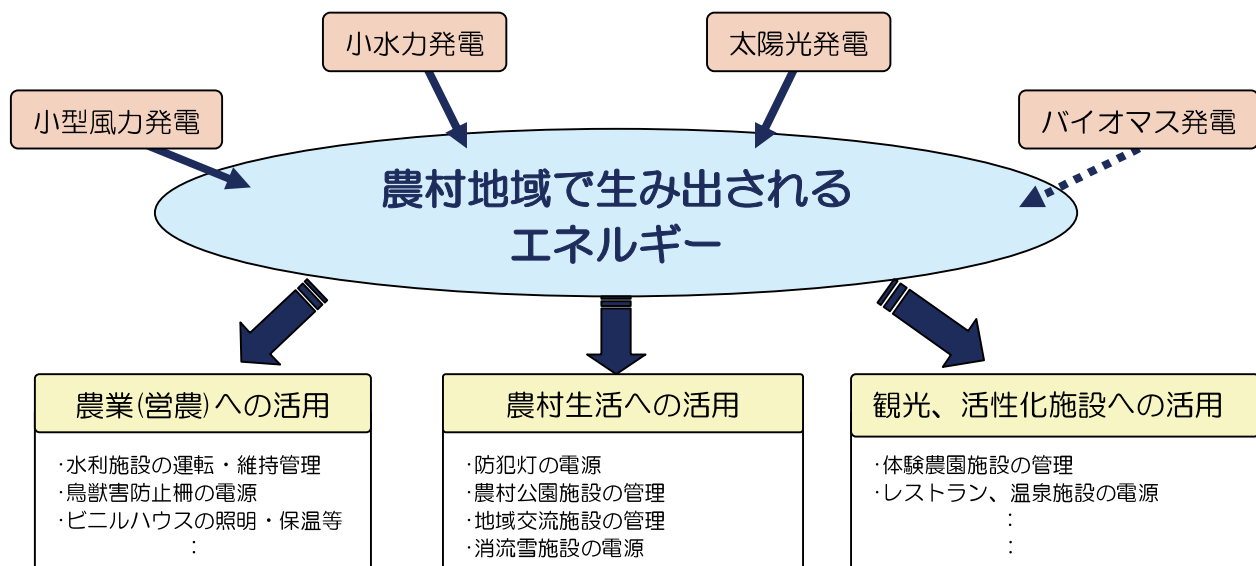 小水力発電
太陽光発電
小型風力発電
バイオマス発電
農村地域で生み出される
エネルギー
農業(営農)への活用
・水利施設の運転・維持管理
・鳥獣害防止柵の電源
・ビニルハウスの照明・保温等
:
農村生活への活用
・防犯灯の電源
・農村公園施設の管理
・地域交流施設の管理
・消流雪施設の電源
観光、活性化施設への活用
・体験農園施設の管理
・レストラン、温泉施設の電源
:
: